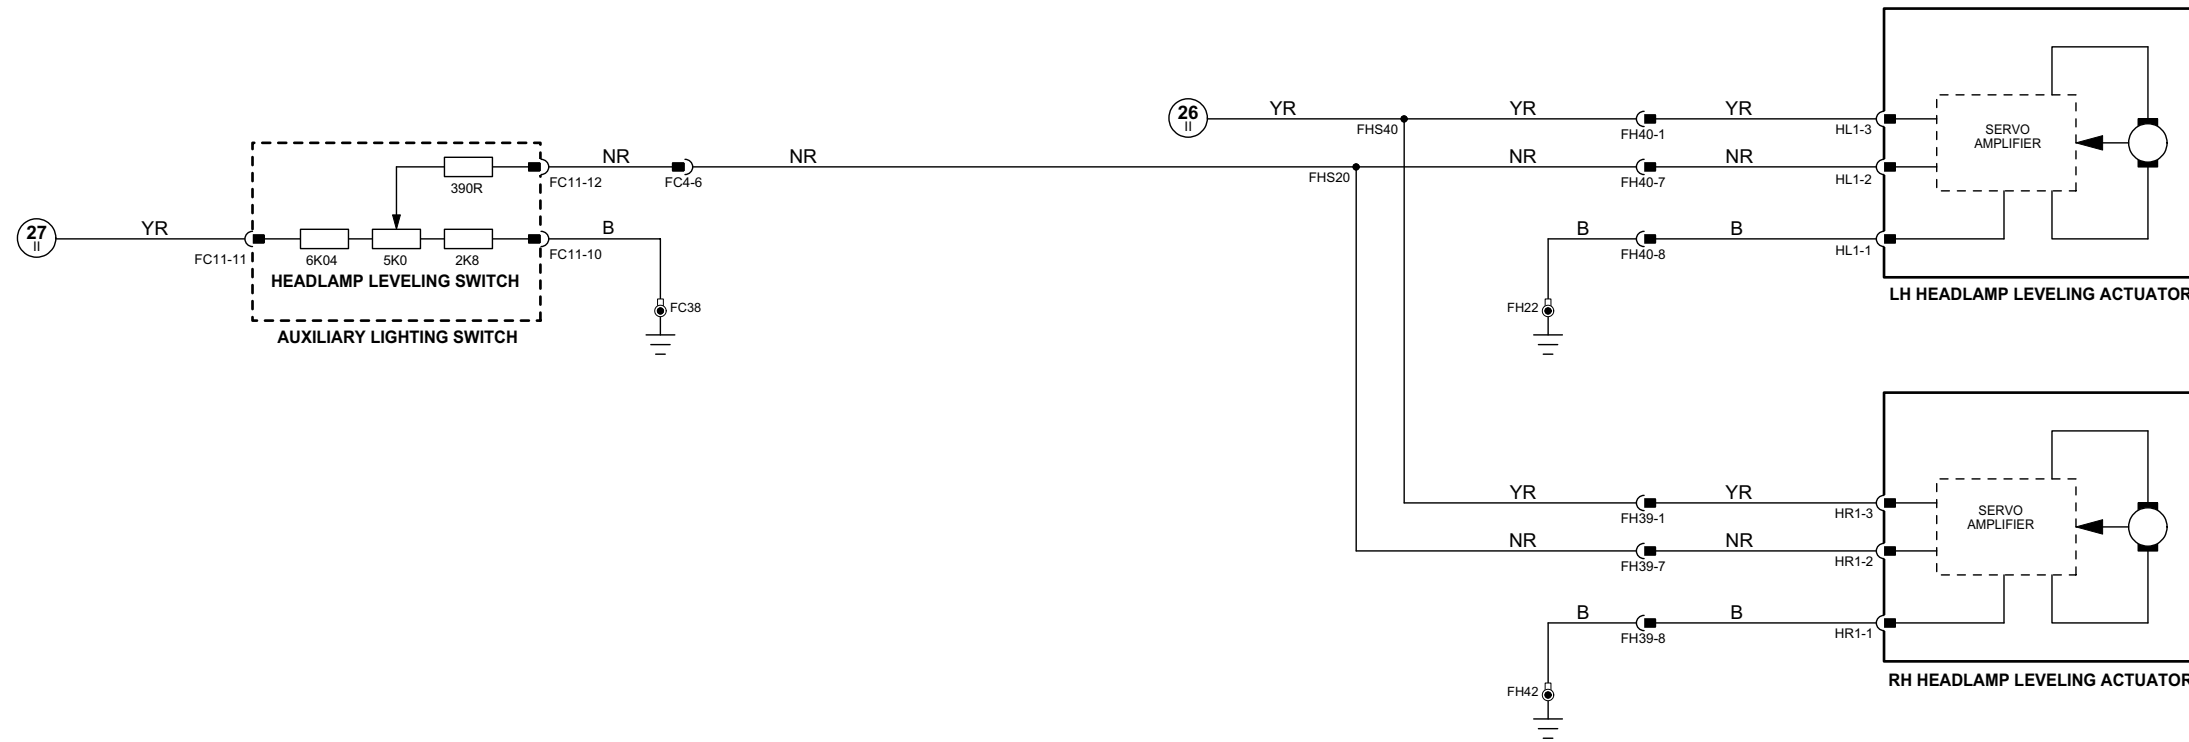 26
II
YR
FHS40
YR
FH40-1
YR
HL1-3
SERVO
AMPLIFIER
390R
FC11-12
NR
FC4-6
NR
FHS20
NR
FH40-7
NR
HL1-2
27
II
YR
FC11-11
6K04
5K0
2K8
FC11-10
B
B
FH40-8
B
HL1-1
HEADLAMP LEVELING SWITCH
LH HEADLAMP LEVELING ACTUATOR
FC38
FH22
AUXILIARY LIGHTING SWITCH
YR
FH39-1
YR
HR1-3
SERVO
AMPLIFIER
NR
FH39-7
NR
HR1-2
B
FH39-8
B
HR1-1
RH HEADLAMP LEVELING ACTUATOR
FH42